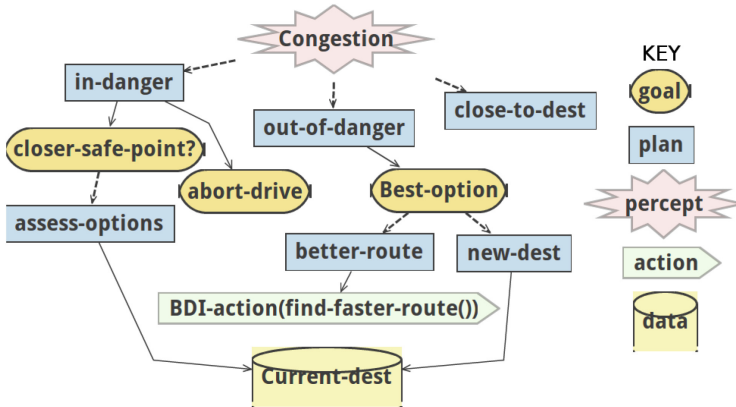 Congestion
KEY
in-danger
goal
close-to-dest
out-of-danger
closer-safe-point?
plan
abort-drive
Best-option
percept
assess-options
better-route
new-dest
action
BDI-action(find-faster-route())
data
Current-dest